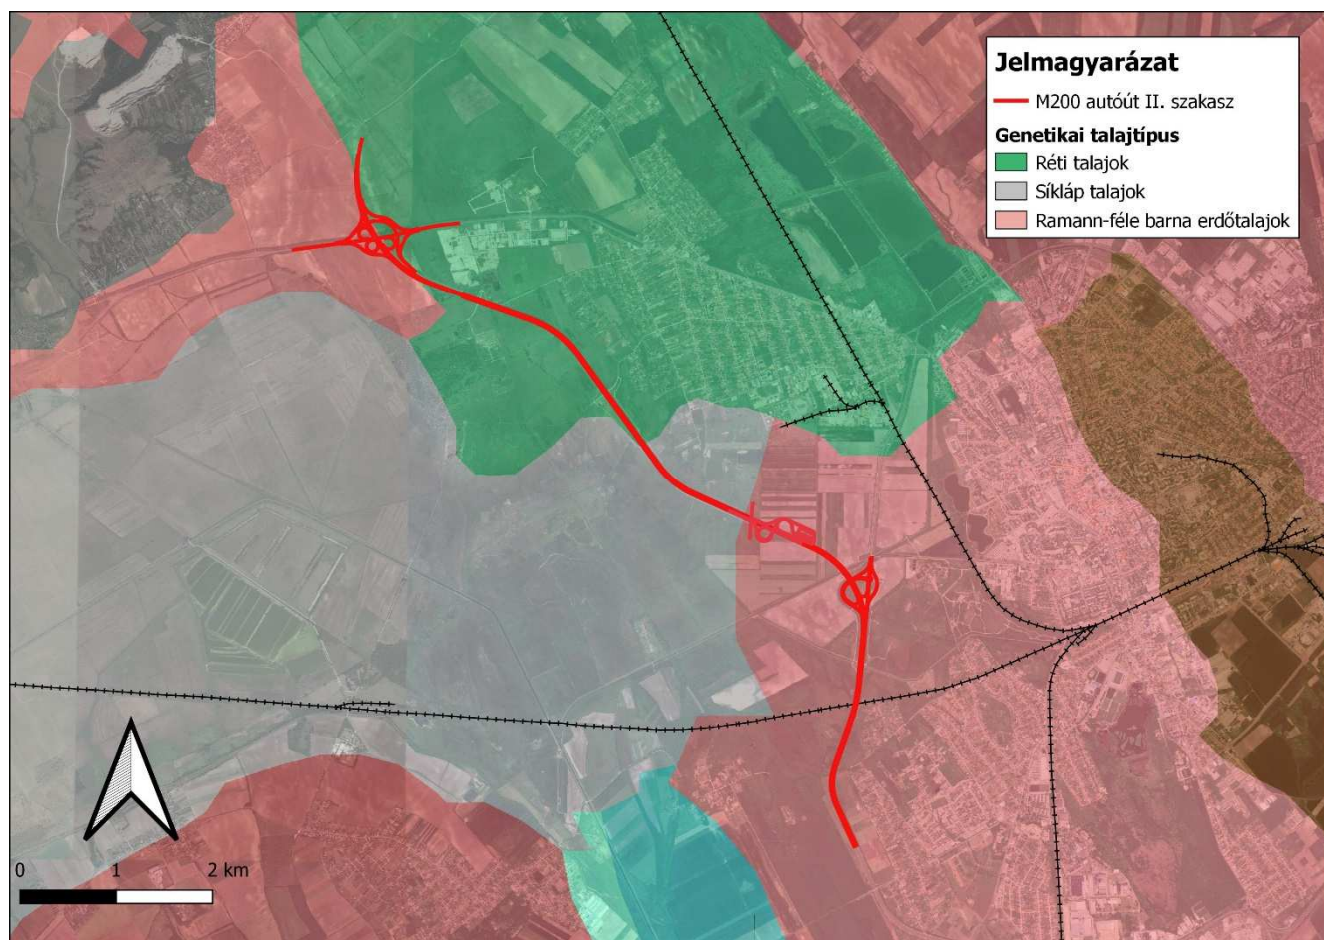 Jelmagyarázat
M200 autóút II. szakasz
Genetikai talajtípus
Réti talajok
Síkláp talajok
Ramann-féle barna erdőtalajok
0 1 2 km